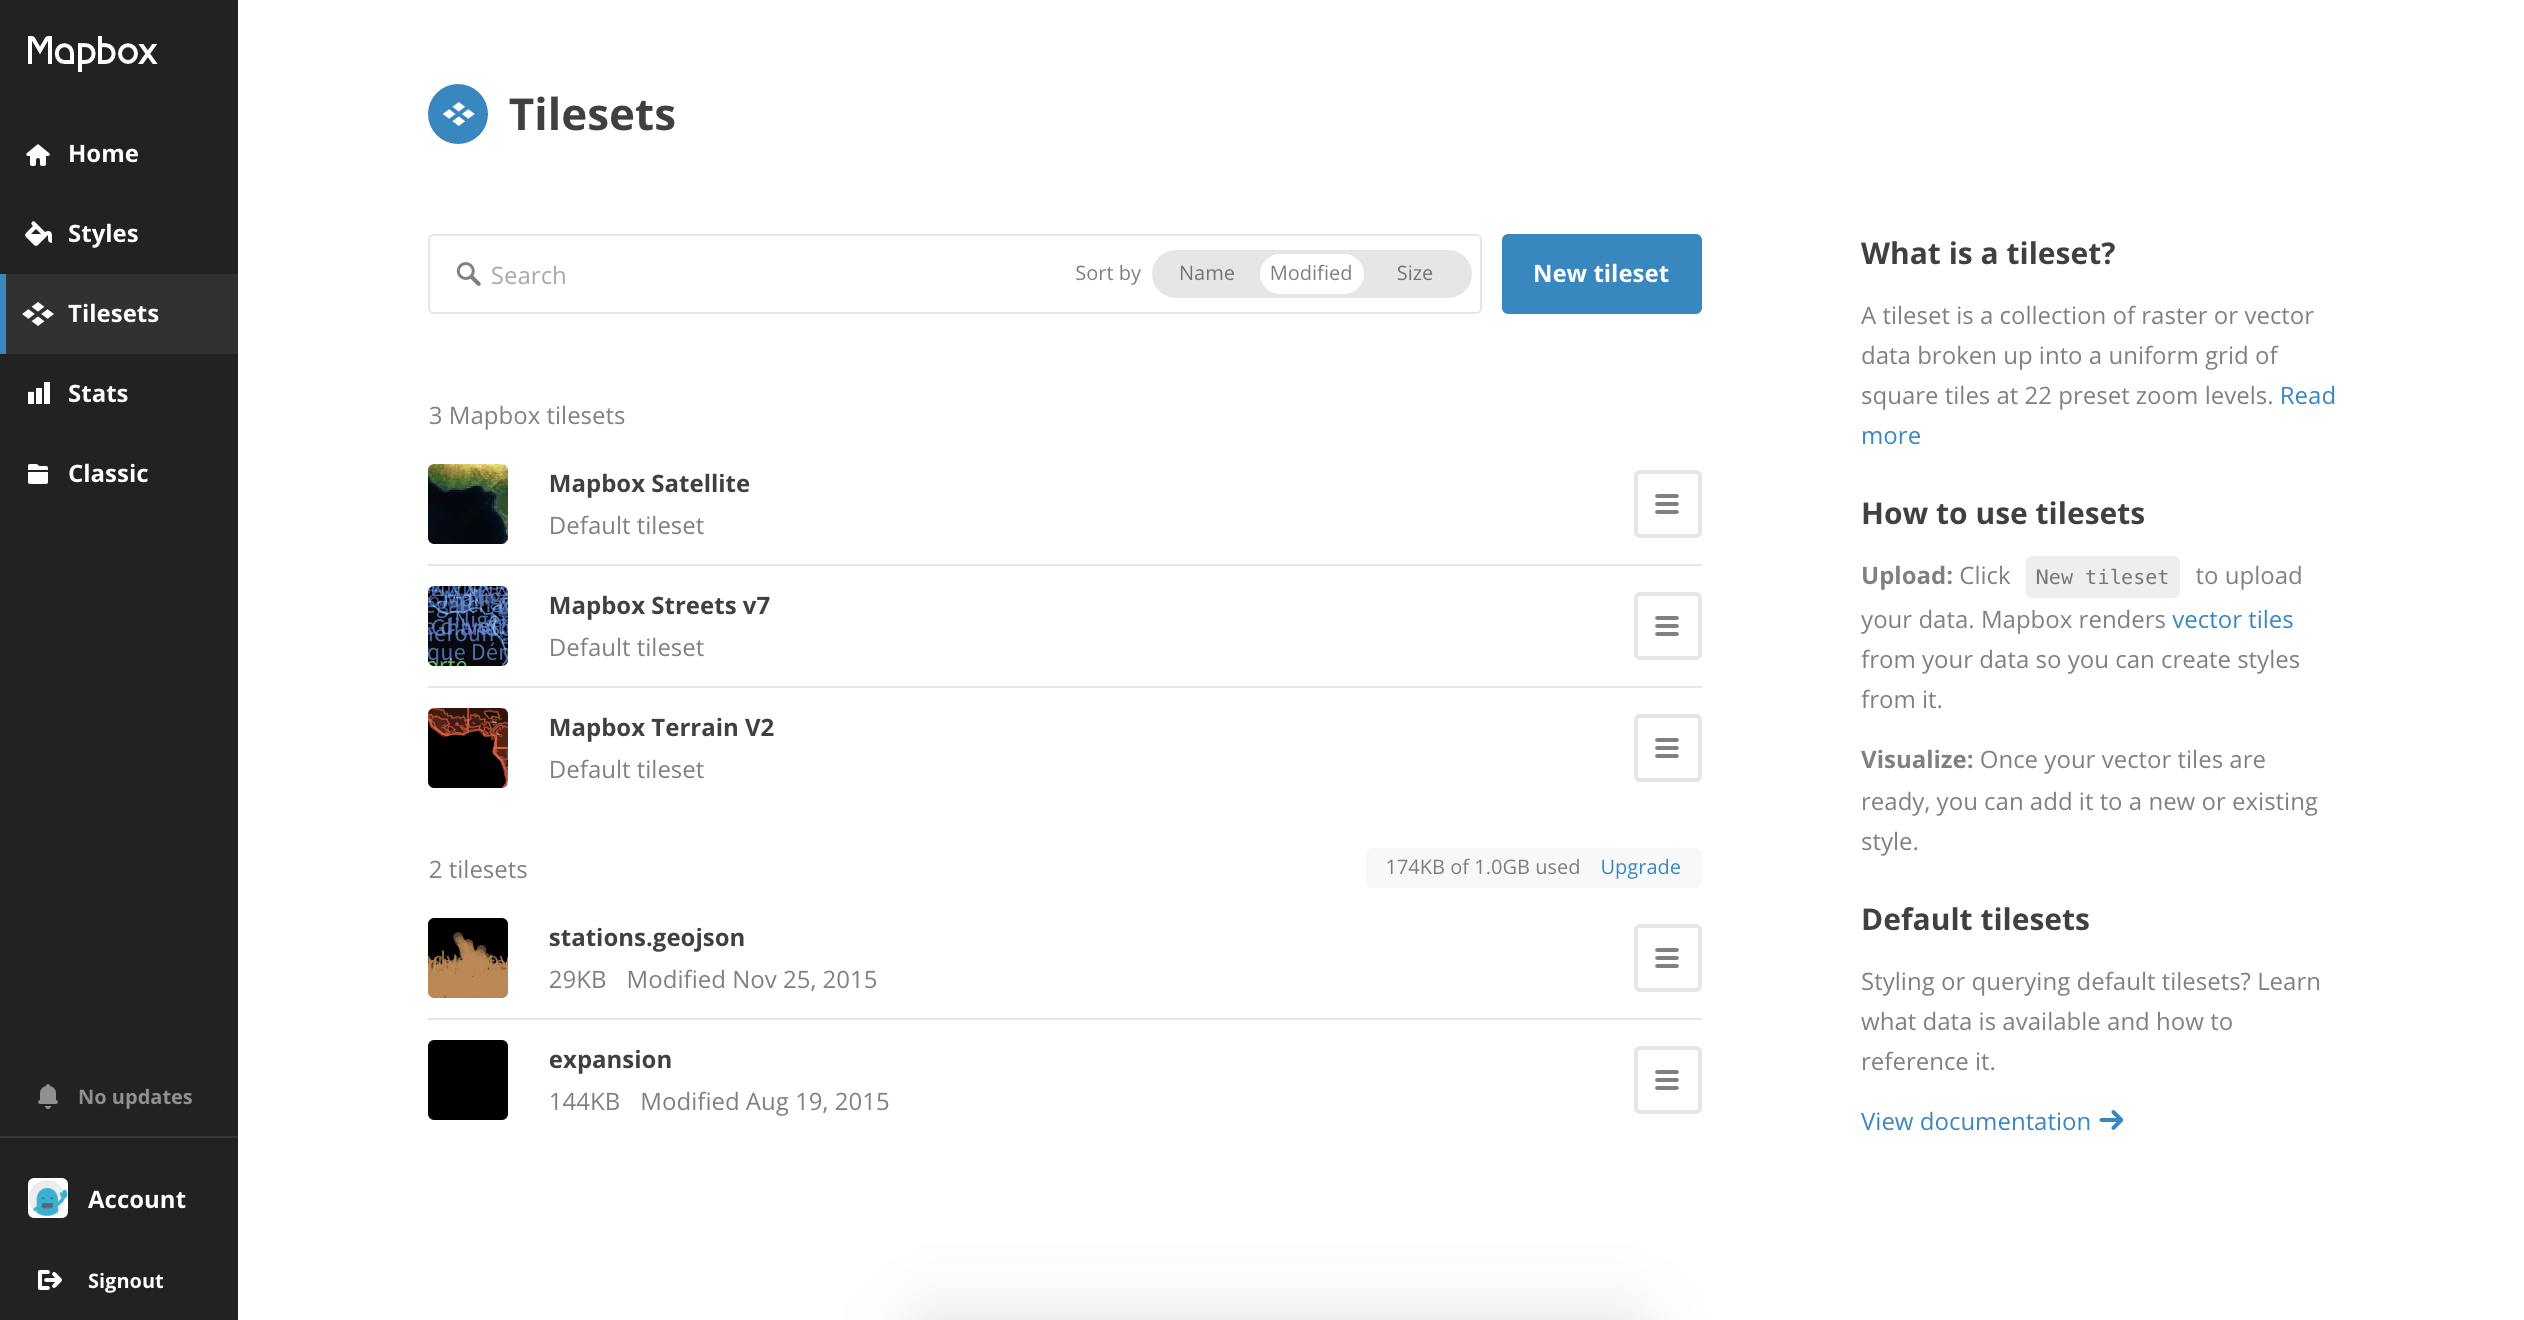 Mapbox
Home
Styles
Tilesets
Stats
Classic
No updates
Account
Signout
Tilesets
Search
Sort by Name Modified Size
New tileset
3 Mapbox tilesets
Mapbox Satellite
Default tileset
Mapbox Streets v7
Default tileset
Mapbox Terrain V2
Default tileset
2 tilesets
174KB of 1.0GB used Upgrade
stations.geojson
29KB Modified Nov 25, 2015
expansion
144KB Modified Aug 19, 2015
What is a tileset?
A tileset is a collection of raster or vector
data broken up into a uniform grid of
square tiles at 22 preset zoom levels. Read
more
How to use tilesets
Upload: Click New tileset to upload
your data. Mapbox renders vector tiles
from your data so you can create styles
from it.
Visualize: Once your vector tiles are
ready, you can add it to a new or existing
style.
Default tilesets
Styling or querying default tilesets? Learn
what data is available and how to
reference it.
View documentation